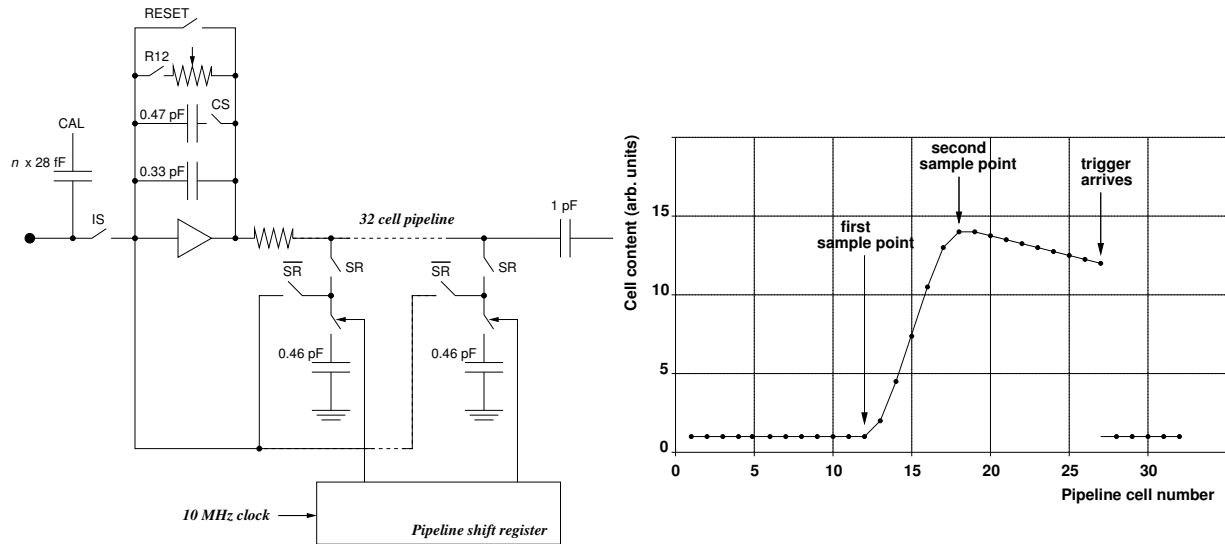 RESET
R12
0.47 pF
CS
CAL
n x 28 fF
0.33 pF
IS
32 cell pipeline
1 pF
SR
SR
SR
SR
0.46 pF
0.46 pF
10 MHz clock
Pipeline shift register
Cell content (arb. units)
15
10
5
0
second
sample point
trigger
arrives
first
sample point
0
5
10
15
20
25
30
Pipeline cell number